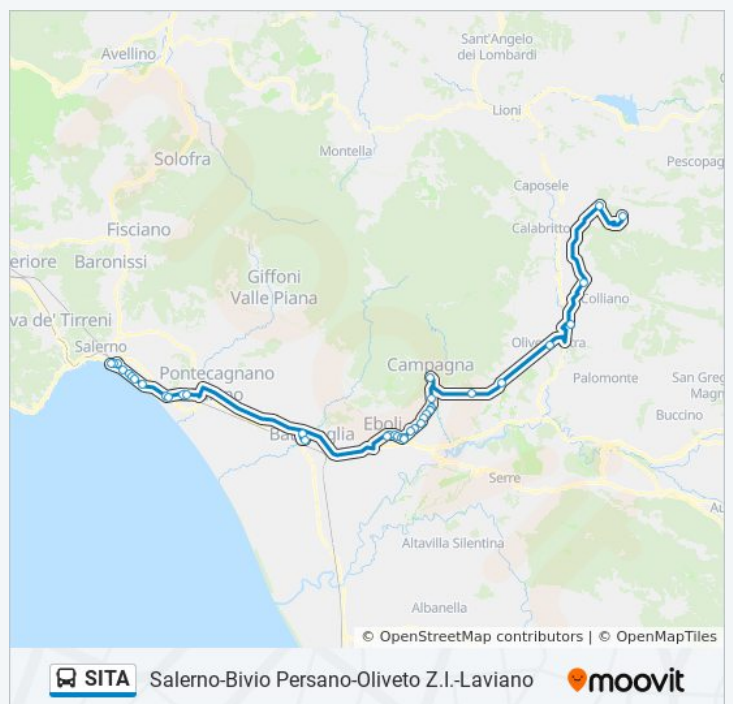 Sant'Angelo
dei Lombardi
Avellino
Lioni
Montella
Solofra
Pescopag
Caposele
Fisciano
Calabritto
eriore
Baronissi
Giffoni
Valle Piana
Colliano
va de' Tirreni
Salerno
Campagna
Pontecagnano
Palomonte
San Greg
Magn
Buccino
Eboli
Serre
Au
Altavilla Silentina
Albanella
© OpenStreetMap contributors | © OpenMapTiles
SITA
Salerno-Bivio Persano-Oliveto Z.I.-Laviano
moovit